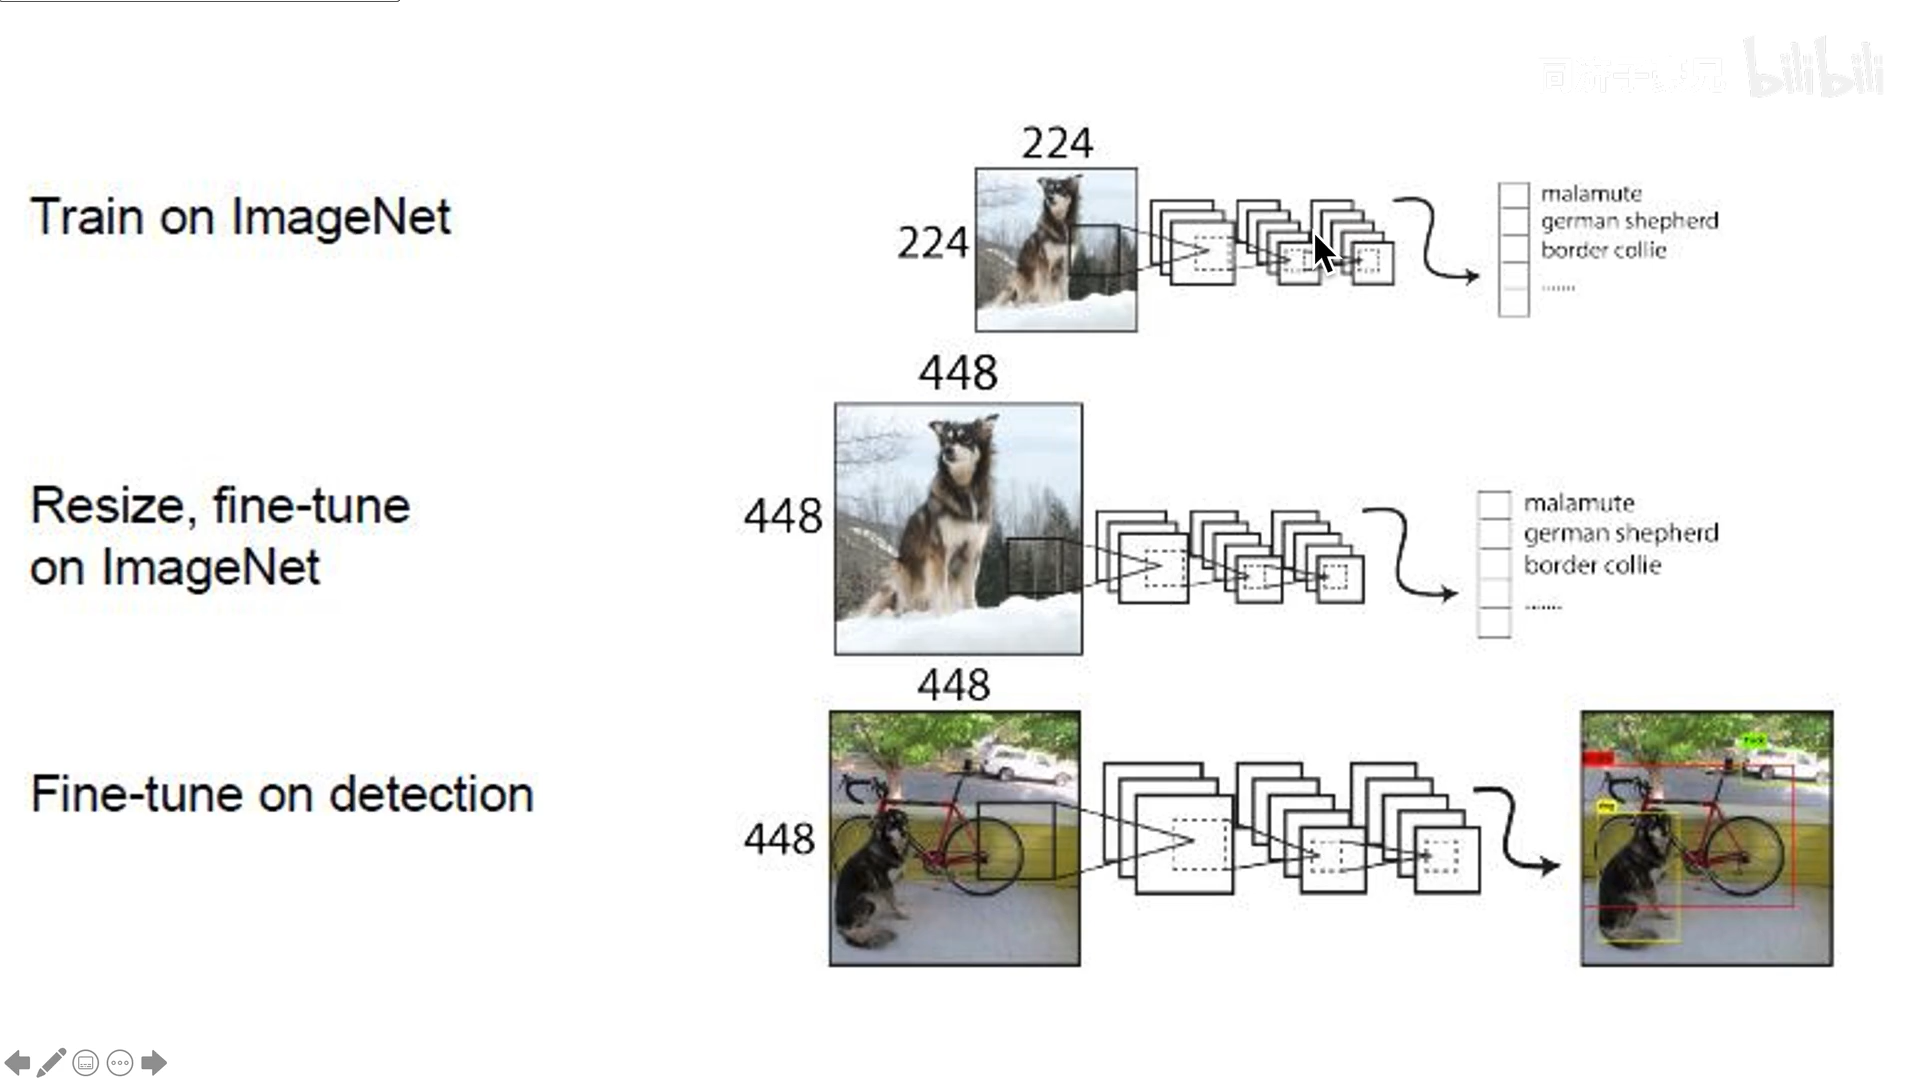 bilibili
224
Train on ImageNet
224
malamute
german shepherd
border collie
......
448
Resize, fine-tune
on ImageNet
448
malamute
german shepherd
border collie
......
448
Fine-tune on detection
448
dog